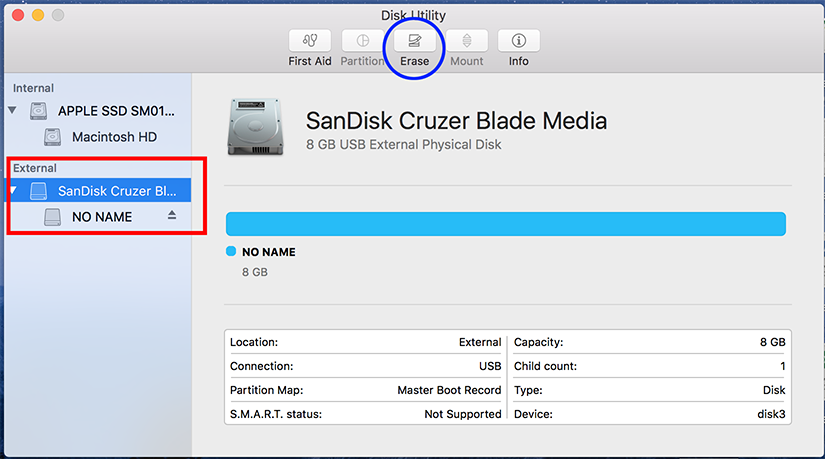 Disk Utility
First Aid
Partition
Erase
Mount
Info
Internal
APPLE SSD SM01...
Macintosh HD
External
SanDisk Cruzer Bl...
NO NAME
SanDisk Cruzer Blade Media
8 GB USB External Physical Disk
NO NAME
8 GB
Location: External
Connection: USB
Partition Map: Master Boot Record
S.M.A.R.T. status: Not Supported
Capacity: 8 GB
Child count: 1
Type: Disk
Device: disk3